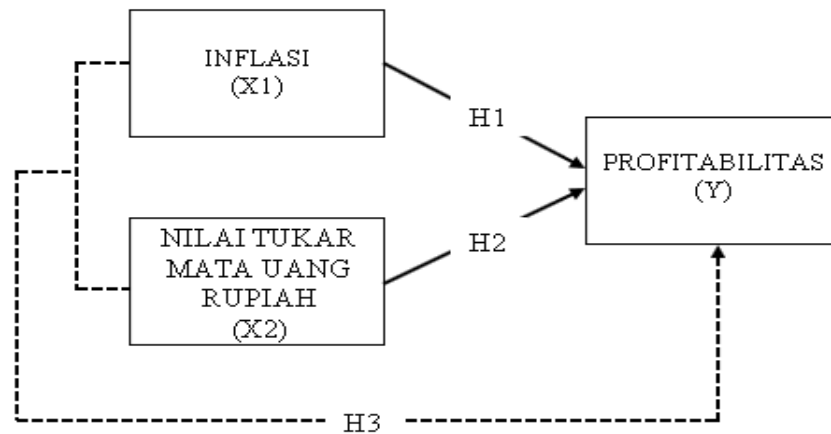 INFLASI
(X1)
H1
PROFITABILITAS
(Y)
NILAI TUKAR
MATA UANG
RUPIAH
(X2)
H2
H3